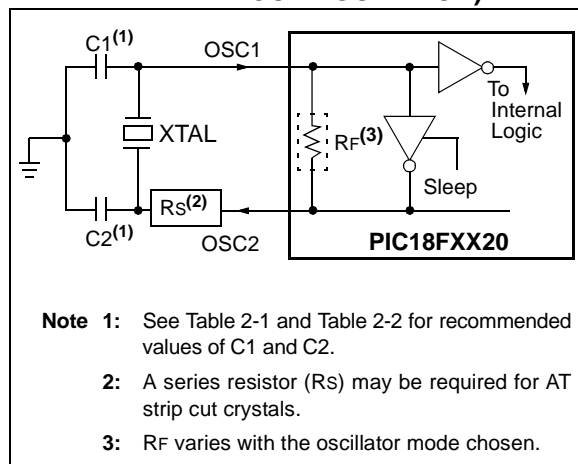 C1(1)
OSC1
To
Internal
Logic
XTAL
RF(3)
Sleep
C2(1)
RS(2)
OSC2
PIC18FXX20
Note 1: See Table 2-1 and Table 2-2 for recommended
values of C1 and C2.
2: A series resistor (RS) may be required for AT
strip cut crystals.
3: RF varies with the oscillator mode chosen.